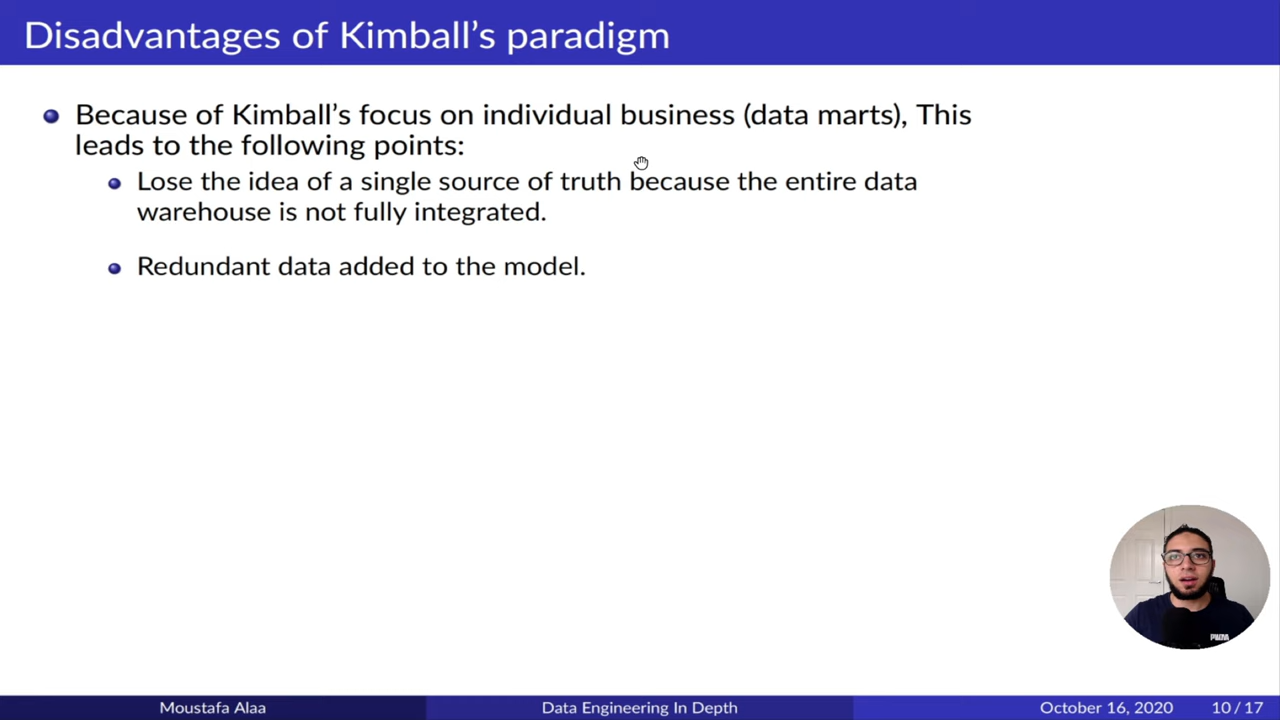 Disadvantages of Kimball's paradigm
Because of Kimball's focus on individual business (data marts), This
leads to the following points:
Lose the idea of a single source of truth because the entire data
warehouse is not fully integrated.
Redundant data added to the model.
Moustafa Alaa
Data Engineering In Depth
October 16, 2020
10 / 17